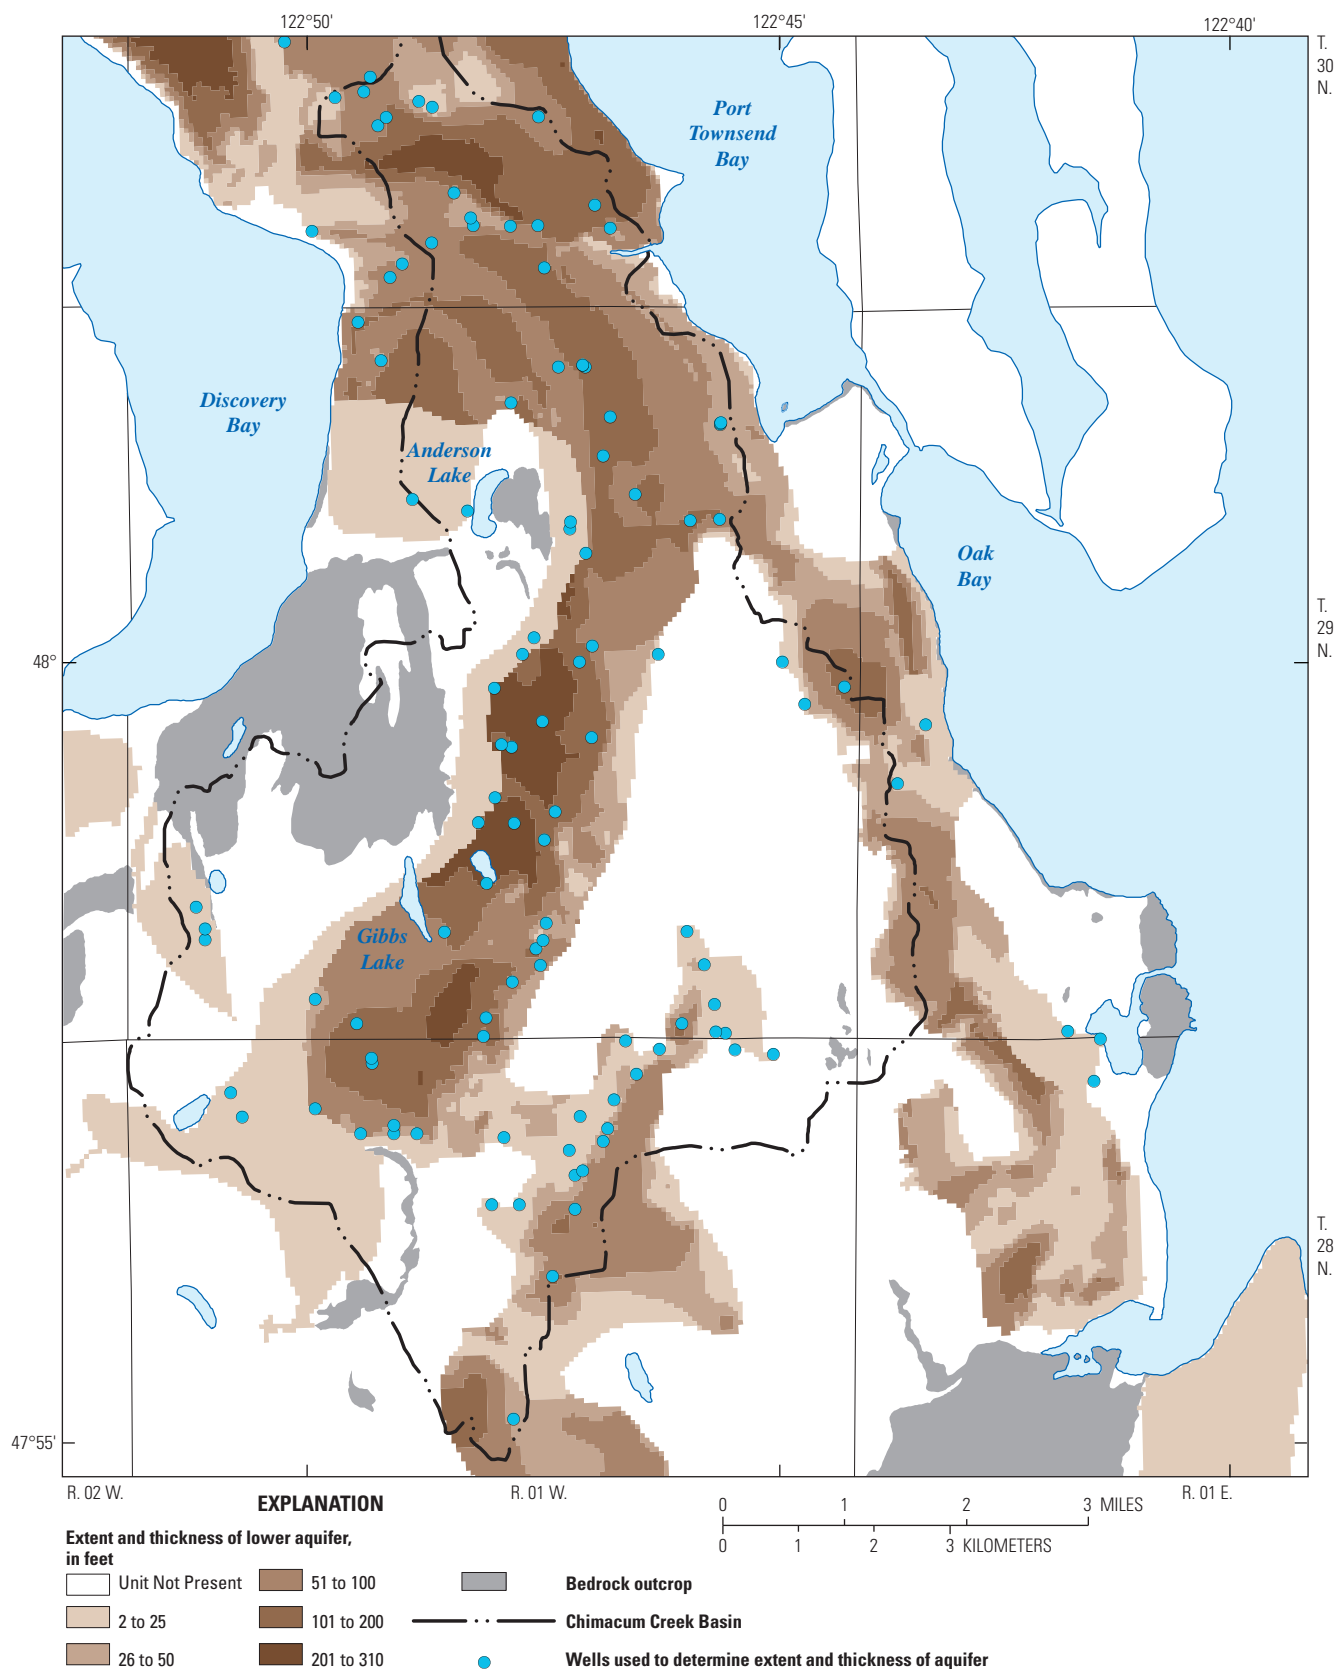 122°50'
122°45'
122°40'
T.
30
N.
Port
Townsend
Bay
Discovery
Bay
Anderson
Lake
Oak
Bay
T.
29
N.
48°
Gibbs
Lake
T.
28
N.
47°55'
R. 02 W.
R. 01 W.
R. 01 E.
EXPLANATION
0 1 2 3 MILES
0 1 2 3 KILOMETERS
Extent and thickness of lower aquifer,
in feet
Unit Not Present
2 to 25
26 to 50
51 to 100
101 to 200
201 to 310
Bedrock outcrop
Chimacum Creek Basin
Wells used to determine extent and thickness of aquifer